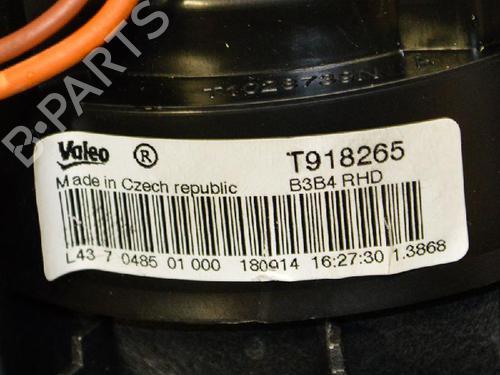 B-PARTS
T1028739N A
Valeo ®
T918265
Made in Czech republic
B3B4 RHD
L43 7 0485 01 000 180914 16:27:30 1.3868